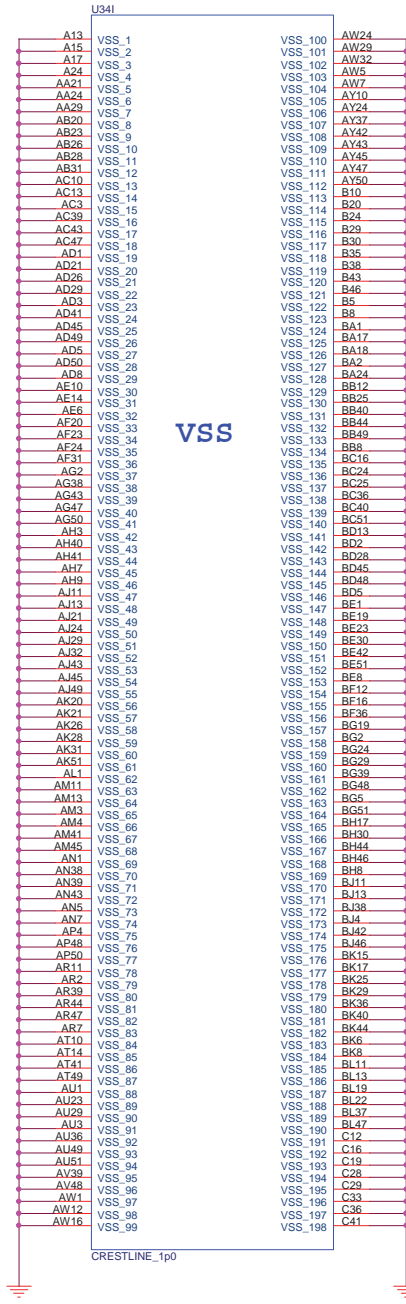 U34I
A13 VSS_1 VSS_100 AW24
A15 VSS_2 VSS_101 AW29
A17 VSS_3 VSS_102 AW32
A24 VSS_4 VSS_103 AW5
AA21 VSS_5 VSS_104 AW7
AA24 VSS_6 VSS_105 AY10
AA29 VSS_7 VSS_106 AY24
AB20 VSS_8 VSS_107 AY37
AB23 VSS_9 VSS_108 AY42
AB26 VSS_10 VSS_109 AY43
AB28 VSS_11 VSS_110 AY45
AB31 VSS_12 VSS_111 AY47
AC10 VSS_13 VSS_112 AY50
AC13 VSS_14 VSS_113 B10
AC3 VSS_15 VSS_114 B20
AC39 VSS_16 VSS_115 B24
AC43 VSS_17 VSS_116 B29
AC47 VSS_18 VSS_117 B30
AD1 VSS_19 VSS_118 B35
AD21 VSS_20 VSS_119 B38
AD26 VSS_21 VSS_120 B43
AD29 VSS_22 VSS_121 B46
AD3 VSS_23 VSS_122 B5
AD41 VSS_24 VSS_123 B8
AD45 VSS_25 VSS_124 BA1
AD49 VSS_26 VSS_125 BA17
AD5 VSS_27 VSS_126 BA18
AD50 VSS_28 VSS_127 BA2
AD8 VSS_29 VSS_128 BA24
AE10 VSS_30 VSS_129 BB12
AE14 VSS_31 VSS_130 BB25
AE6 VSS_32 VSS_131 BB40
AF20 VSS_33 VSS_132 BB44
VSS
AF23 VSS_34 VSS_133 BB49
AF24 VSS_35 VSS_134 BB8
AF31 VSS_36 VSS_135 BC16
AG2 VSS_37 VSS_136 BC24
AG38 VSS_38 VSS_137 BC25
AG43 VSS_39 VSS_138 BC36
AG47 VSS_40 VSS_139 BC40
AG50 VSS_41 VSS_140 BC51
AH3 VSS_42 VSS_141 BD13
AH40 VSS_43 VSS_142 BD2
AH41 VSS_44 VSS_143 BD28
AH7 VSS_45 VSS_144 BD45
AH9 VSS_46 VSS_145 BD48
AJ11 VSS_47 VSS_146 BD5
AJ13 VSS_48 VSS_147 BE1
AJ21 VSS_49 VSS_148 BE19
AJ24 VSS_50 VSS_149 BE23
AJ29 VSS_51 VSS_150 BE30
AJ32 VSS_52 VSS_151 BE42
AJ43 VSS_53 VSS_152 BE51
AJ45 VSS_54 VSS_153 BE8
AJ49 VSS_55 VSS_154 BF12
AK20 VSS_56 VSS_155 BF16
AK21 VSS_57 VSS_156 BF36
AK26 VSS_58 VSS_157 BG19
AK28 VSS_59 VSS_158 BG2
AK31 VSS_60 VSS_159 BG24
AK51 VSS_61 VSS_160 BG29
AL1 VSS_62 VSS_161 BG39
AM11 VSS_63 VSS_162 BG48
AM13 VSS_64 VSS_163 BG5
AM3 VSS_65 VSS_164 BG51
AM4 VSS_66 VSS_165 BH17
AM41 VSS_67 VSS_166 BH30
AM45 VSS_68 VSS_167 BH44
AN1 VSS_69 VSS_168 BH46
AN38 VSS_70 VSS_169 BH8
AN39 VSS_71 VSS_170 BJ11
AN43 VSS_72 VSS_171 BJ13
AN5 VSS_73 VSS_172 BJ38
AN7 VSS_74 VSS_173 BJ4
AP4 VSS_75 VSS_174 BJ42
AP48 VSS_76 VSS_175 BJ46
AP50 VSS_77 VSS_176 BK15
AR11 VSS_78 VSS_177 BK17
AR2 VSS_79 VSS_178 BK25
AR39 VSS_80 VSS_179 BK29
AR44 VSS_81 VSS_180 BK36
AR47 VSS_82 VSS_181 BK40
AR7 VSS_83 VSS_182 BK44
AT10 VSS_84 VSS_183 BK6
AT14 VSS_85 VSS_184 BK8
AT41 VSS_86 VSS_185 BL11
AT49 VSS_87 VSS_186 BL13
AU1 VSS_88 VSS_187 BL19
AU23 VSS_89 VSS_188 BL22
AU29 VSS_90 VSS_189 BL37
AU3 VSS_91 VSS_190 BL47
AU36 VSS_92 VSS_191 C12
AU49 VSS_93 VSS_192 C16
AU51 VSS_94 VSS_193 C19
AV39 VSS_95 VSS_194 C28
AV48 VSS_96 VSS_195 C29
AW1 VSS_97 VSS_196 C33
AW12 VSS_98 VSS_197 C36
AW16 VSS_99 VSS_198 C41
CRESTLINE_1p0